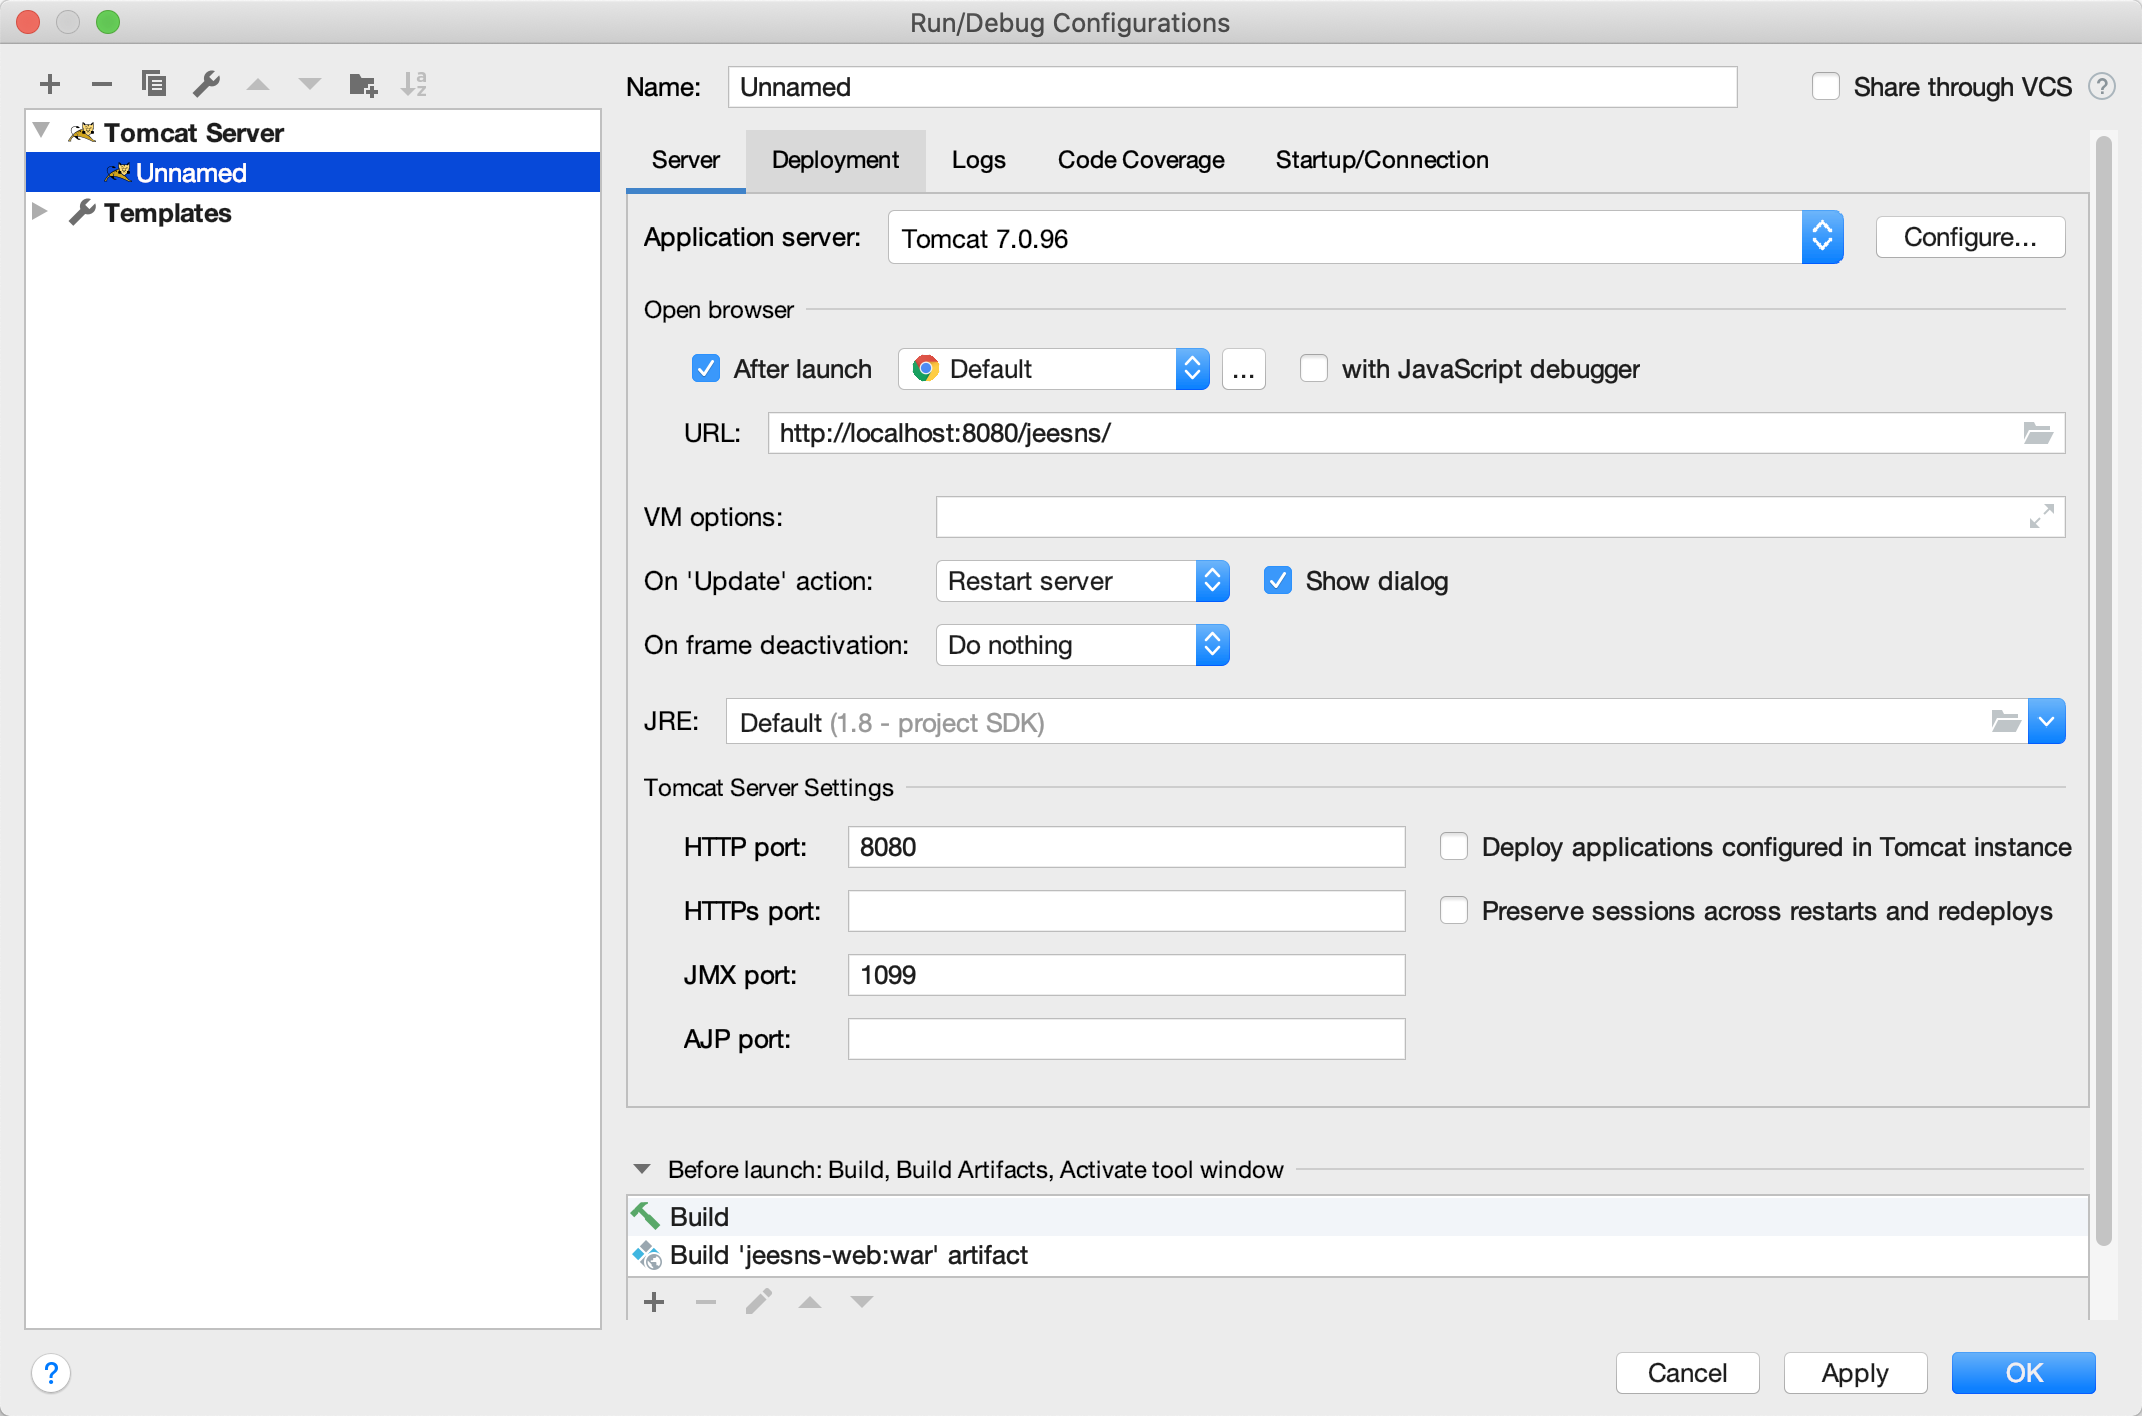 Run/Debug Configurations
Name: Unnamed Share through VCS ?
Tomcat Server
Unnamed
Templates
Server Deployment Logs Code Coverage Startup/Connection
Application server: Tomcat 7.0.96 Configure...
Open browser
After launch Default ... with JavaScript debugger
URL: http://localhost:8080/jeesns/
VM options:
On 'Update' action: Restart server Show dialog
On frame deactivation: Do nothing
JRE: Default (1.8 - project SDK)
Tomcat Server Settings
HTTP port: 8080 Deploy applications configured in Tomcat instance
HTTPs port: Preserve sessions across restarts and redeploys
JMX port: 1099
AJP port:
Before launch: Build, Build Artifacts, Activate tool window
Build
Build 'jeesns-web:war' artifact
? Cancel Apply OK